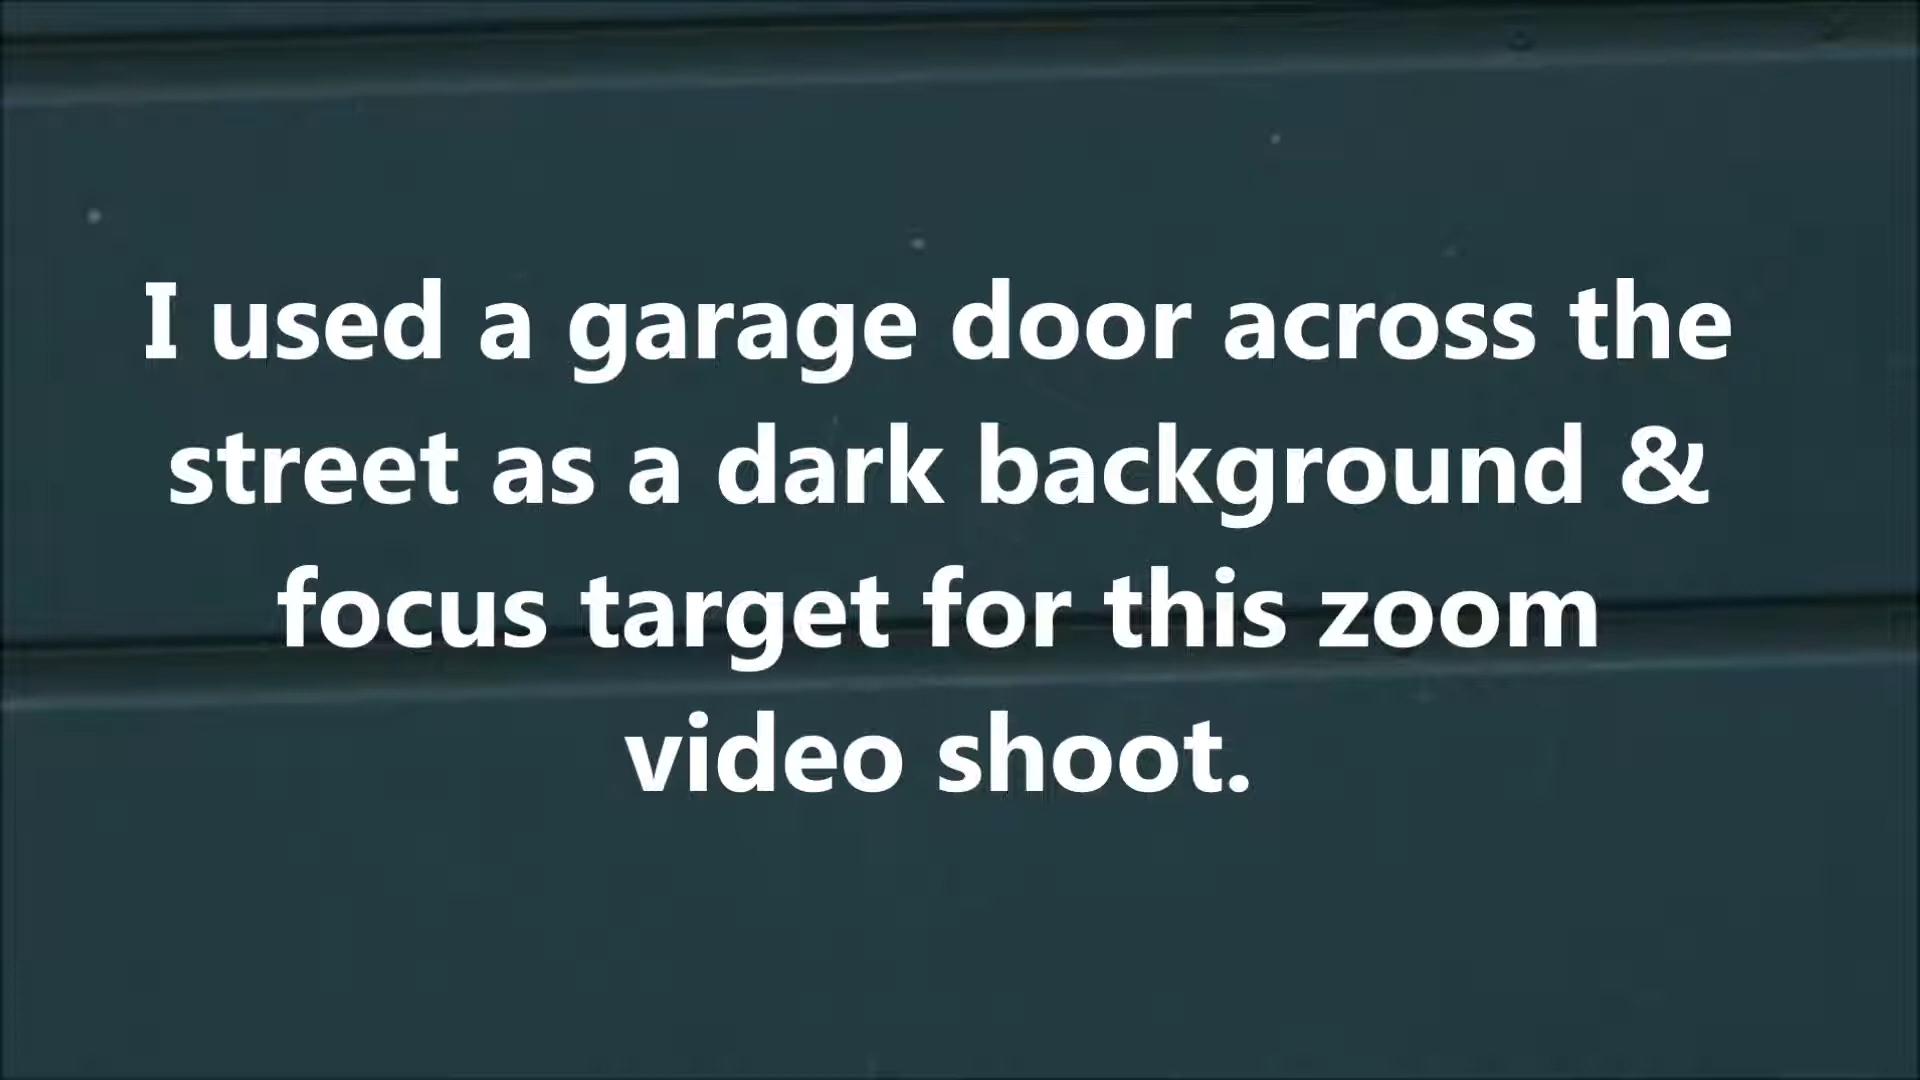 I used a garage door across the
street as a dark background &
focus target for this zoom
video shoot.